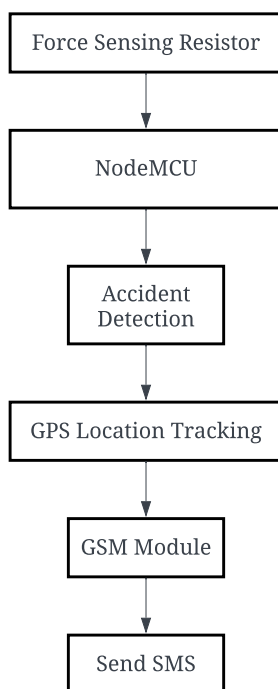 Force Sensing Resistor
NodeMCU
Accident
Detection
GPS Location Tracking
GSM Module
Send SMS